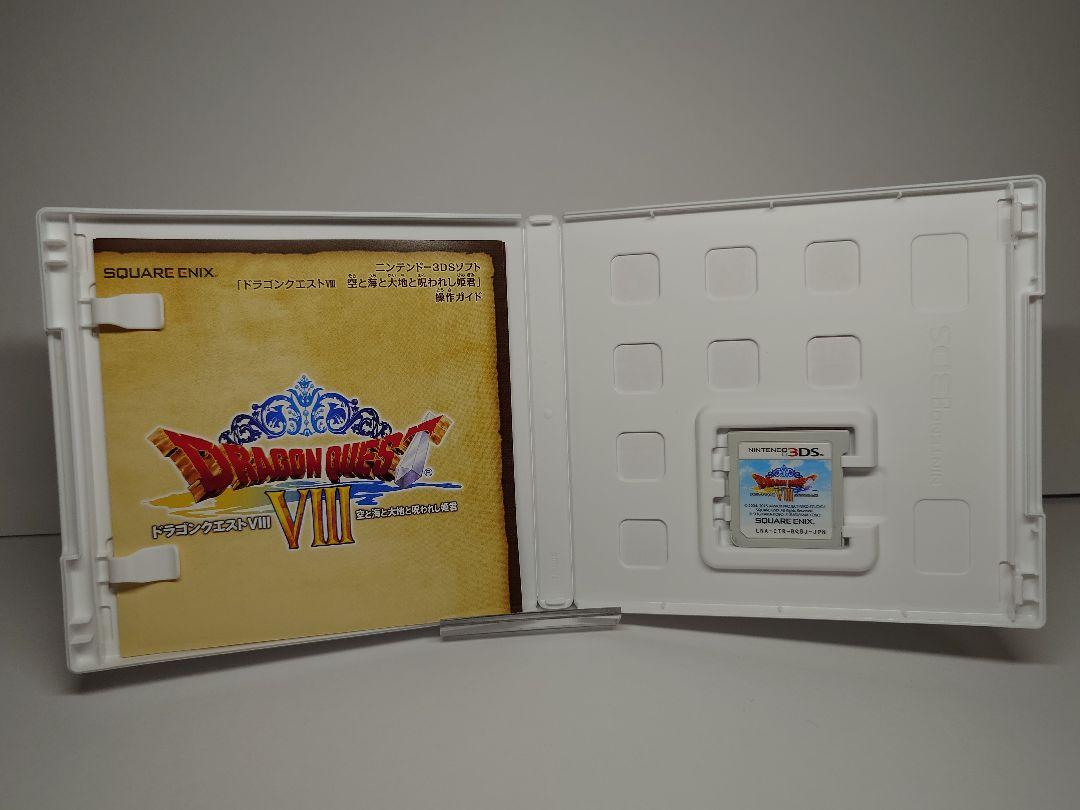 SQUARE ENIX
ニンテンドー3DSソフト
「ドラゴンクエストVIII 空と海と大地と呪われし姫君」
操作ガイド
DRAGON QUEST
VIII
ドラゴンクエストVIII
空と海と大地と呪われし姫君
NINTENDO 3DS
DRAGON QUEST
VIII
SQUARE ENIX